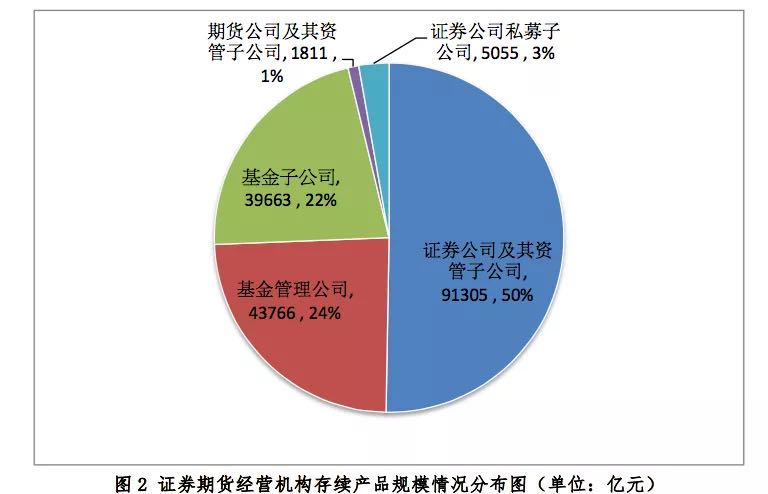 期货公司及其资
管子公司, 1811 ,
1%
证券公司私募子
公司, 5055 , 3%
基金子公司,
39663 , 22%
证券公司及其资
管子公司,
91305 , 50%
基金管理公司,
43766 , 24%
图 2 证券期货经营机构存续产品规模情况分布图（单位：亿元）